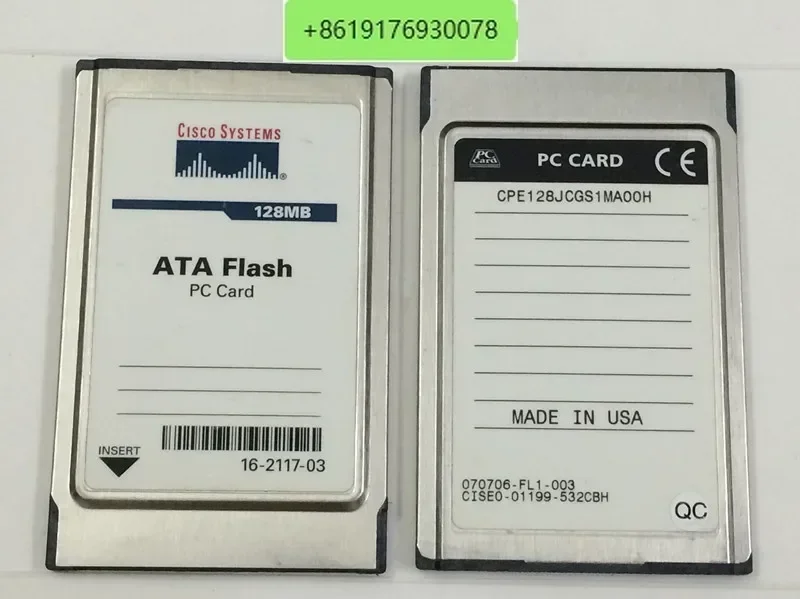 +8619176930078
CISCO SYSTEMS
®
128MB
ATA Flash
PC Card
INSERT
16-2117-03
PC Card
PC CARD CE
CPE128JCGS1MA00H
MADE IN USA
070706-FL1-003
CISE0-01199-532CBH
QC